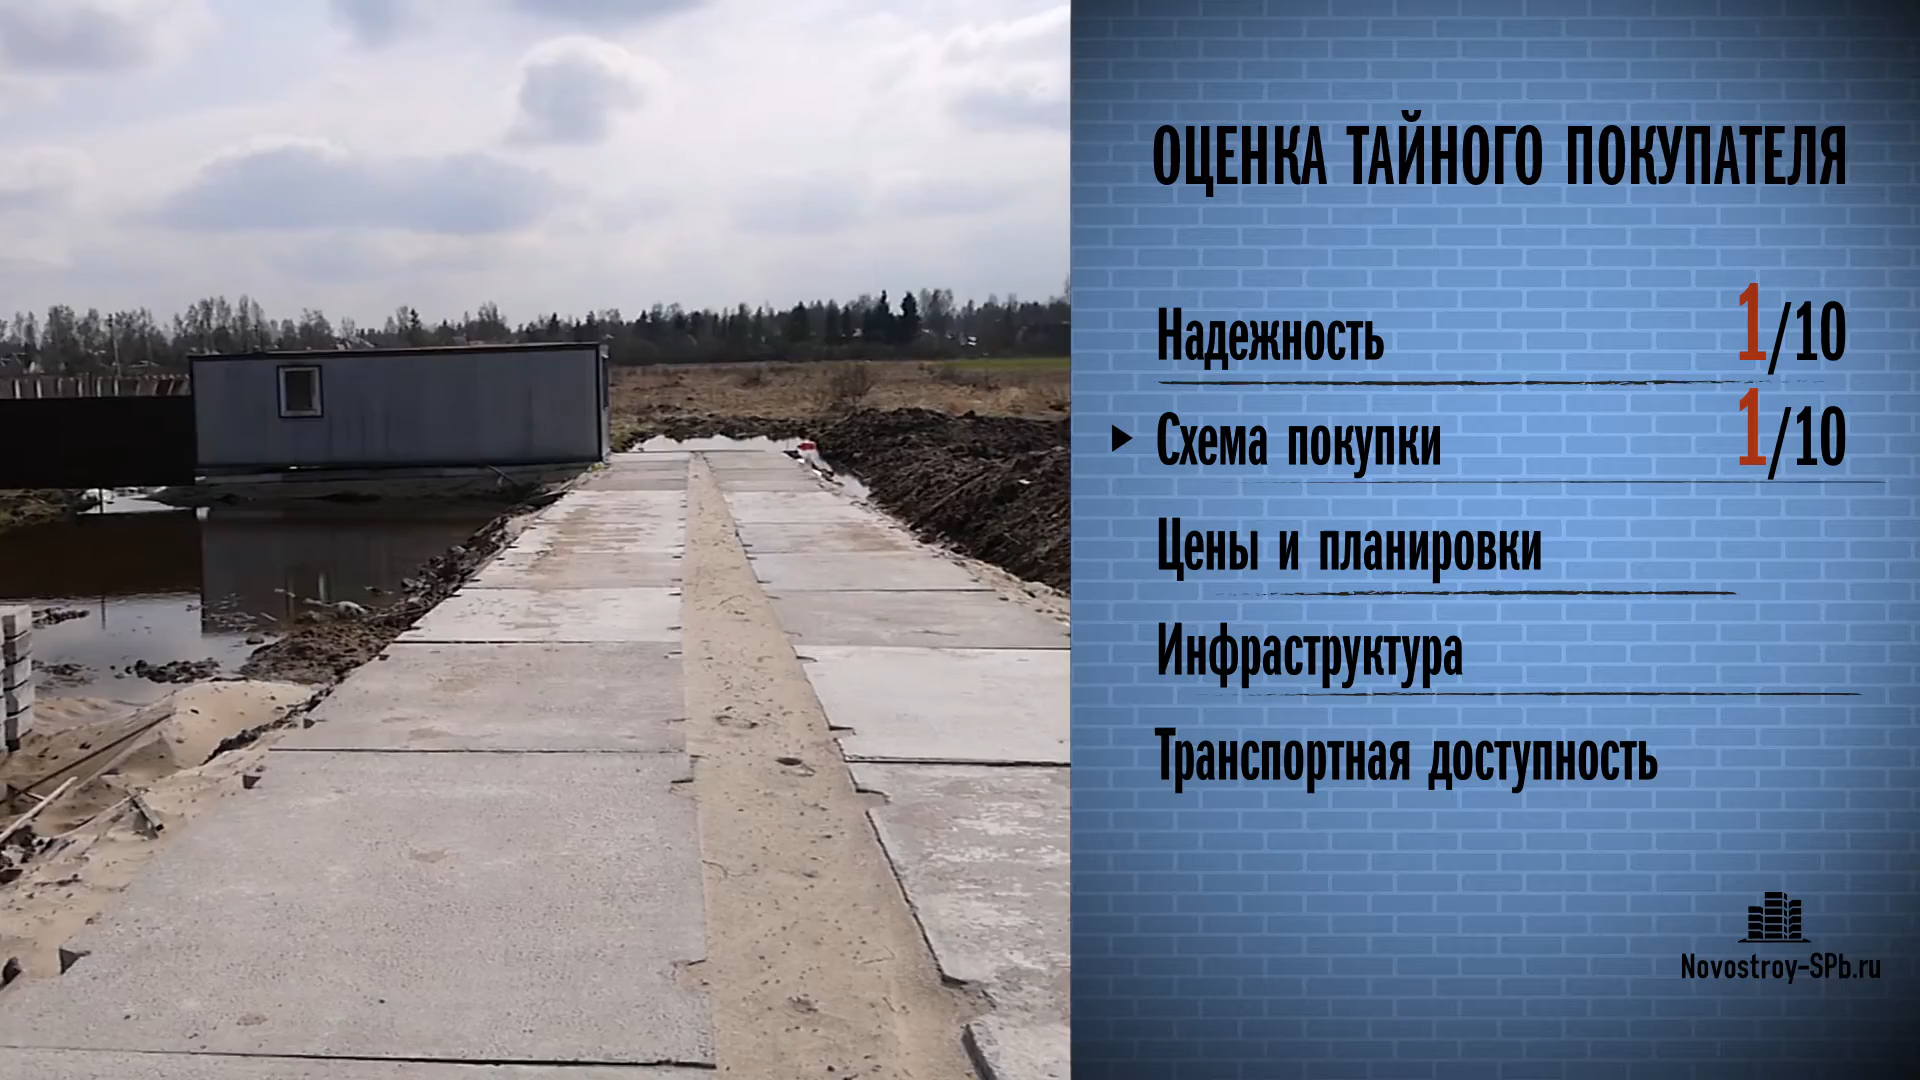 ОЦЕНКА ТАЙНОГО ПОКУПАТЕЛЯ
Надежность 1/10
Схема покупки 1/10
Цены и планировки
Инфраструктура
Транспортная доступность
Novostroy-SPb.ru